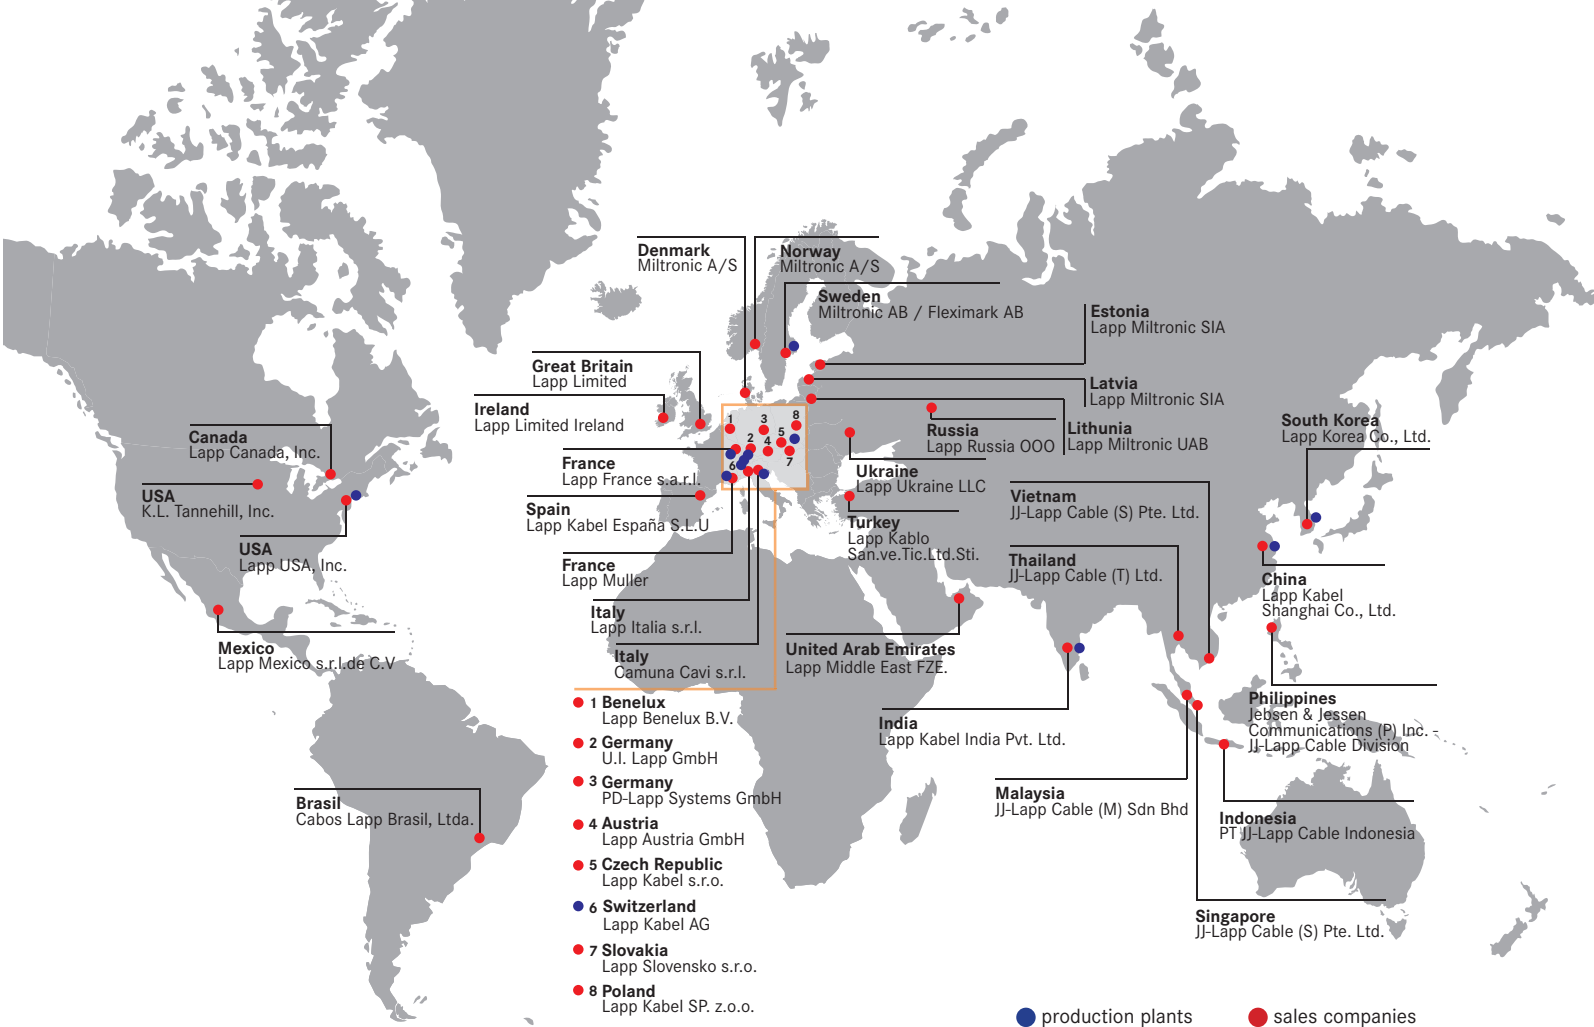 Denmark
Miltronic A/S
Norway
Miltronic A/S
Sweden
Miltronic AB / Fleximark AB
Estonia
Lapp Miltronic SIA
Great Britain
Lapp Limited
Latvia
Lapp Miltronic SIA
Ireland
Lapp Limited Ireland
Russia
Lapp Russia OOO
Lithunia
Lapp Miltronic UAB
South Korea
Lapp Korea Co., Ltd.
Canada
Lapp Canada, Inc.
1
2
3
4
5
6
7
8
France
Lapp France s.a.r.l.
Ukraine
Lapp Ukraine LLC
USA
K.L. Tannehill, Inc.
Vietnam
JJ-Lapp Cable (S) Pte. Ltd.
Spain
Lapp Kabel España S.L.U
Turkey
Lapp Kablo
San.ve.Tic.Ltd.Sti.
USA
Lapp USA, Inc.
Thailand
JJ-Lapp Cable (T) Ltd.
France
Lapp Muller
China
Lapp Kabel
Shanghai Co., Ltd.
Italy
Lapp Italia s.r.l.
Mexico
Lapp Mexico s.r.l.de C.V
Italy
Camuna Cavi s.r.l.
United Arab Emirates
Lapp Middle East FZE.
India
Lapp Kabel India Pvt. Ltd.
Philippines
Jebsen & Jessen
Communications (P) Inc. -
JJ-Lapp Cable Division
Malaysia
JJ-Lapp Cable (M) Sdn Bhd
Brasil
Cabos Lapp Brasil, Ltda.
Indonesia
PT JJ-Lapp Cable Indonesia
Singapore
JJ-Lapp Cable (S) Pte. Ltd.
1 Benelux
Lapp Benelux B.V.
2 Germany
U.I. Lapp GmbH
3 Germany
PD-Lapp Systems GmbH
4 Austria
Lapp Austria GmbH
5 Czech Republic
Lapp Kabel s.r.o.
6 Switzerland
Lapp Kabel AG
7 Slovakia
Lapp Slovensko s.r.o.
8 Poland
Lapp Kabel SP. z.o.o.
production plants
sales companies